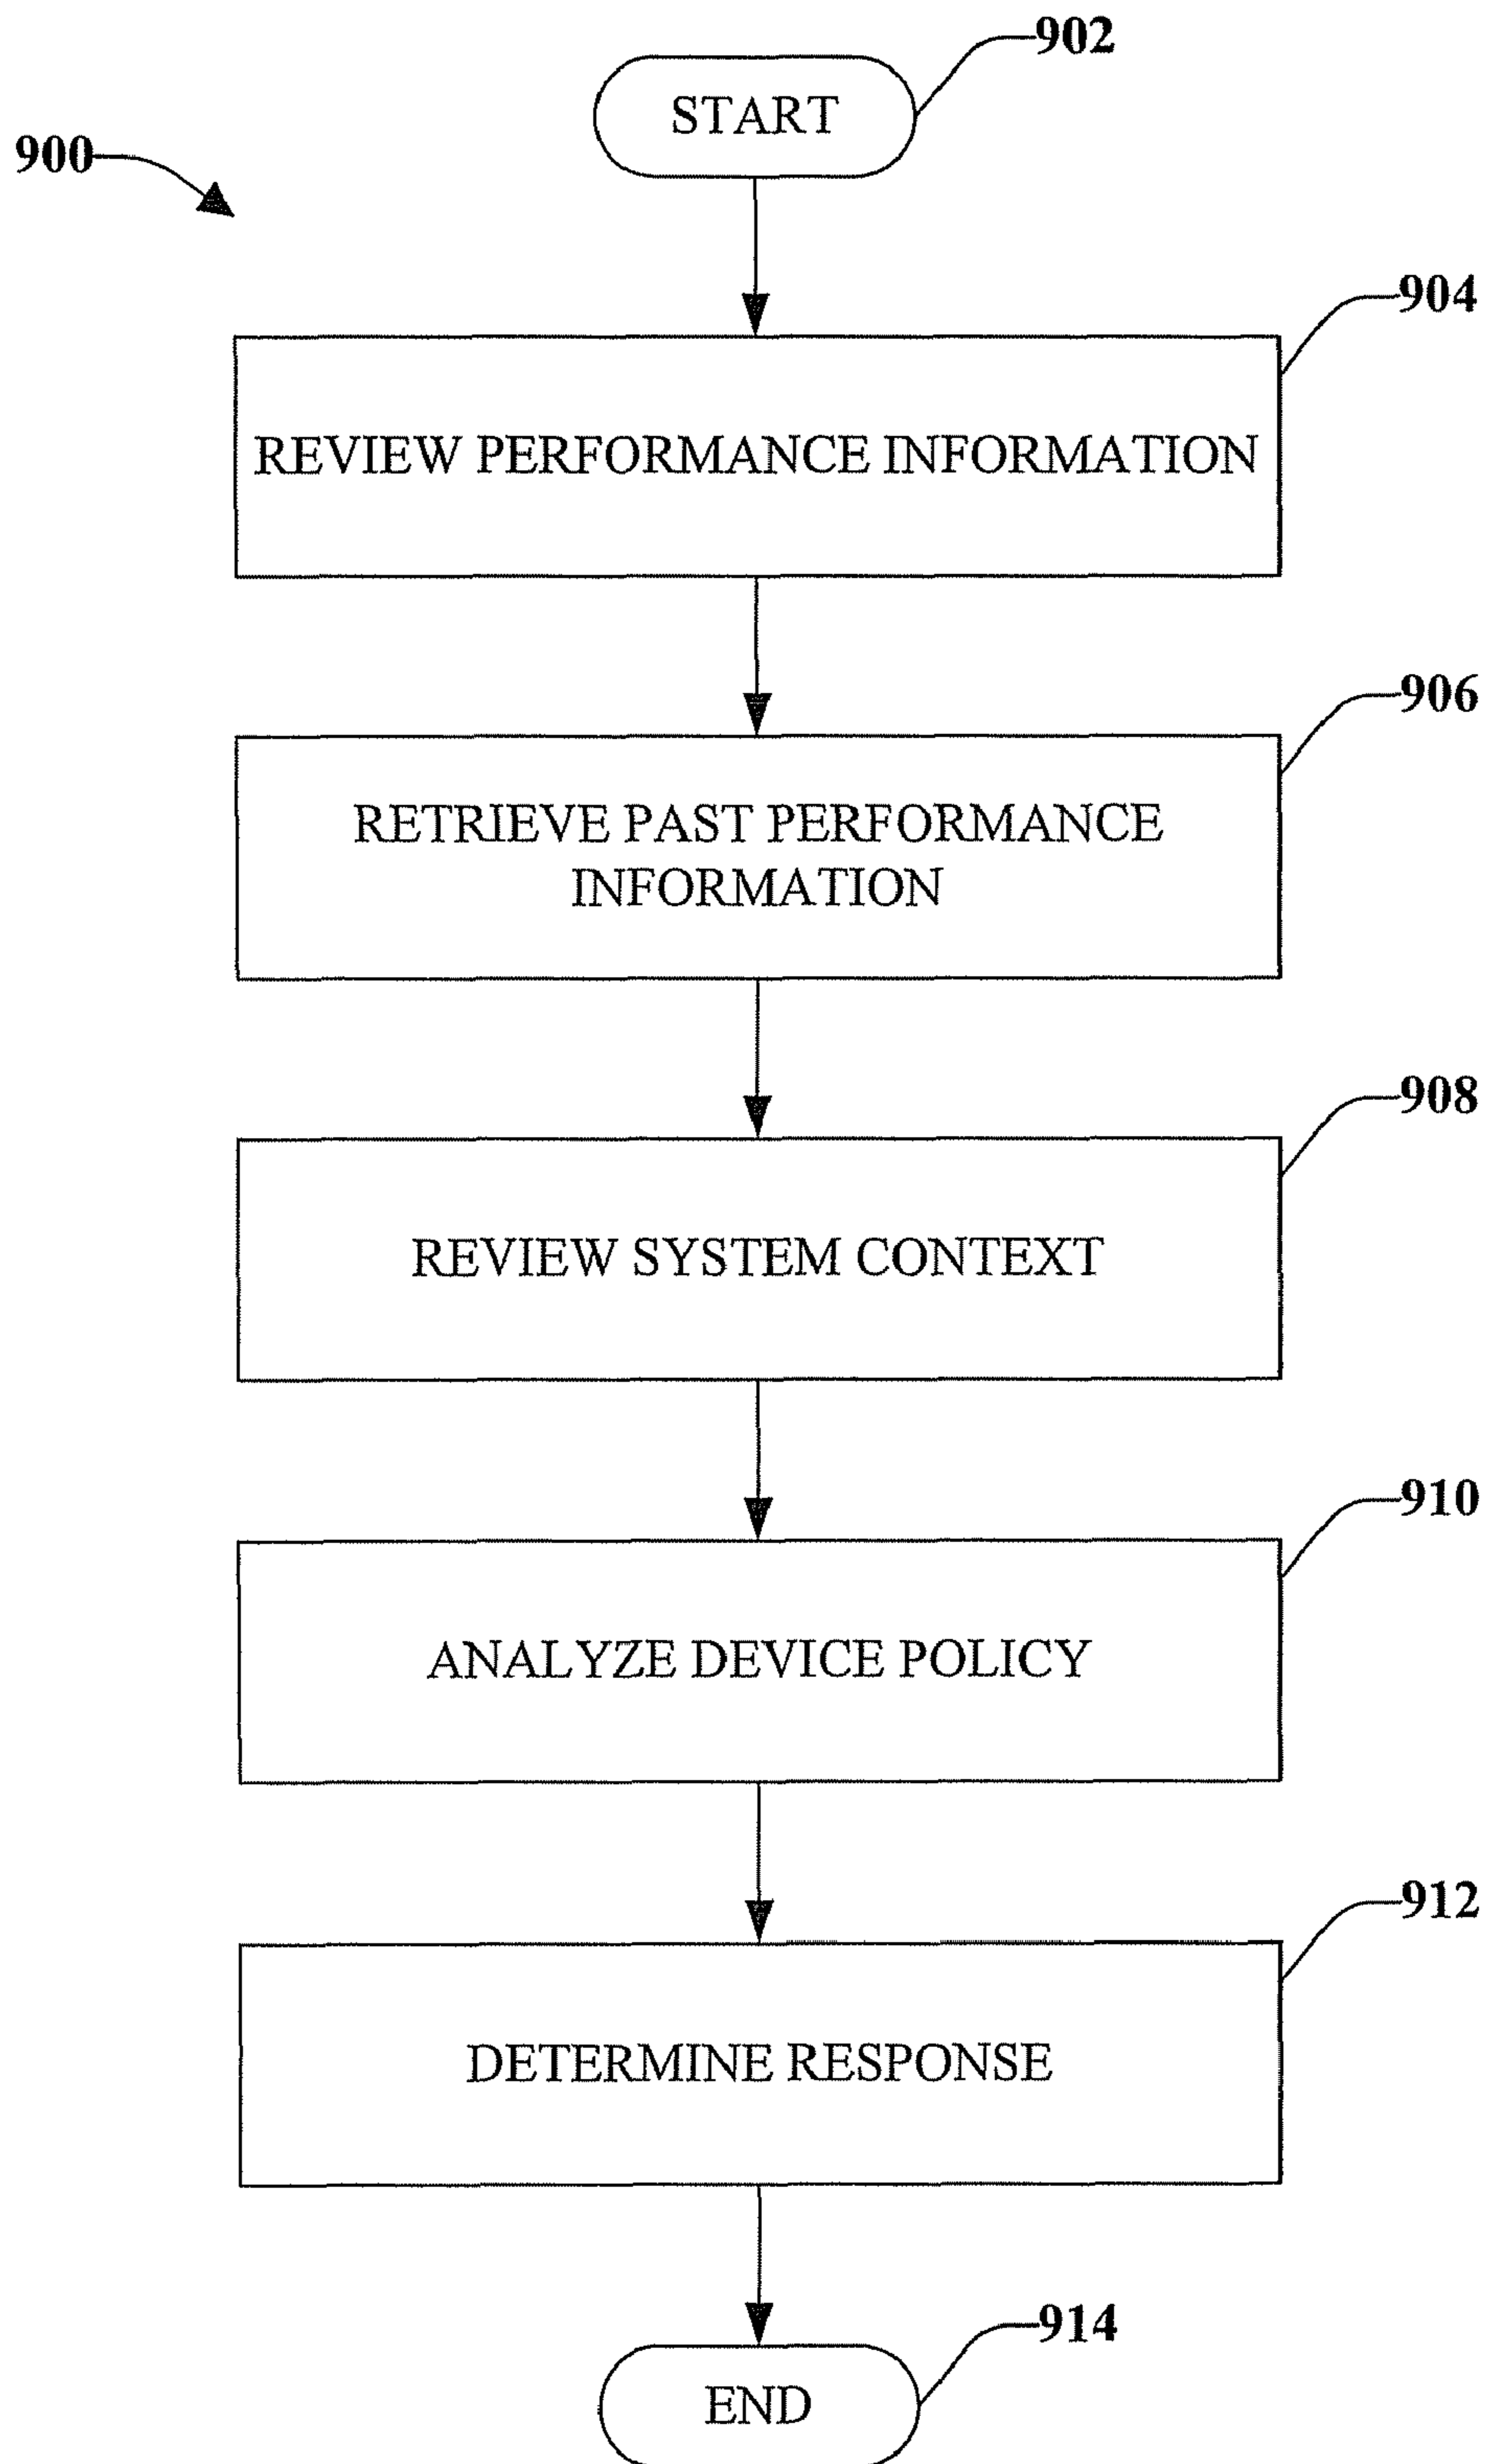 902
START
900
904
REVIEW PERFORMANCE INFORMATION
906
RETRIEVE PAST PERFORMANCE
INFORMATION
908
REVIEW SYSTEM CONTEXT
910
ANALYZE DEVICE POLICY
912
DETERMINE RESPONSE
914
END